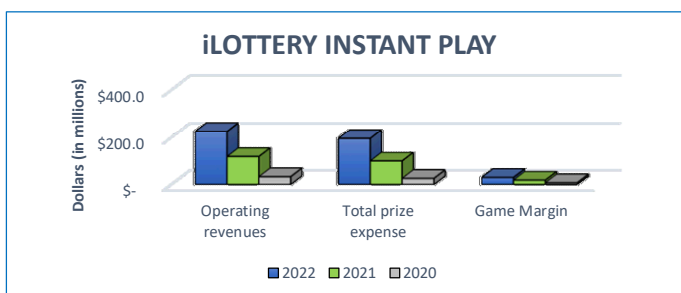 iLOTTERY INSTANT PLAY
Dollars (in millions)
$400.0
$200.0
$-
Operating revenues
Total prize expense
Game Margin
2022 2021 2020